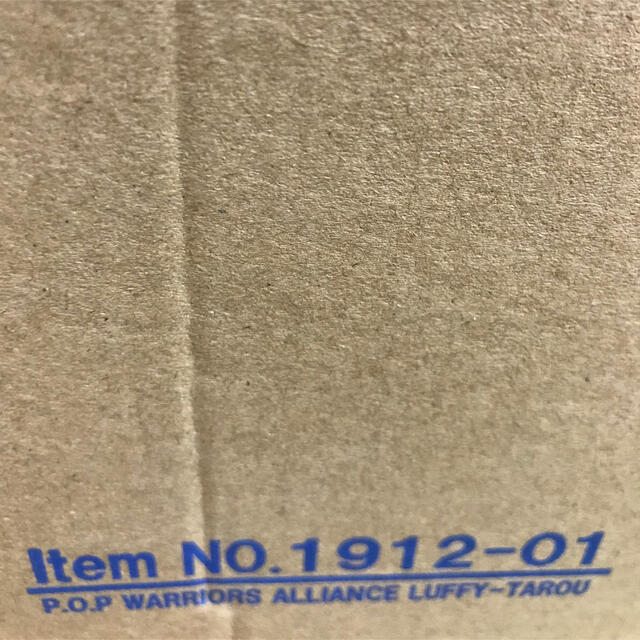 Item NO.1912-01
P.O.P WARRIORS ALLIANCE LUFFY-TAROU